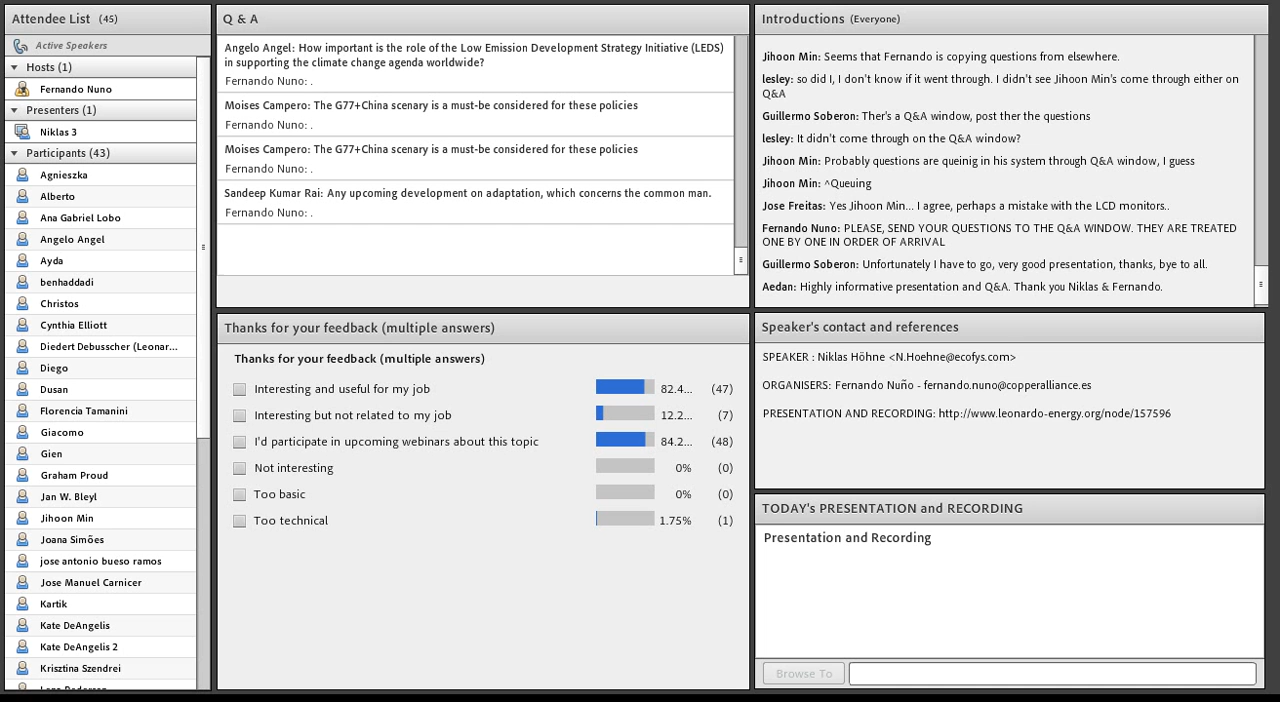 Attendee List (45)
Active Speakers
Hosts (1)
Fernando Nuno
Presenters (1)
Niklas 3
Participants (43)
Agnieszka
Alberto
Ana Gabriel Lobo
Angelo Angel
Ayda
benhaddadi
Christos
Cynthia Elliott
Diedert Debusscher (Leonar...
Diego
Dusan
Florencia Tamanini
Giacomo
Gien
Graham Proud
Jan W. Bleyl
Jihoon Min
Joana Simões
jose antonio bueso ramos
Jose Manuel Carnicer
Kartik
Kate DeAngelis
Kate DeAngelis 2
Krisztina Szendrei
Q & A
Angelo Angel: How important is the role of the Low Emission Development Strategy Initiative (LEDS)
in supporting the climate change agenda worldwide?
Fernando Nuno: .
Moises Campero: The G77+China scenary is a must-be considered for these policies
Fernando Nuno: .
Moises Campero: The G77+China scenary is a must-be considered for these policies
Fernando Nuno: .
Sandeep Kumar Rai: Any upcoming development on adaptation, which concerns the common man.
Fernando Nuno: .
Thanks for your feedback (multiple answers)
Thanks for your feedback (multiple answers)
Interesting and useful for my job 82.4... (47)
Interesting but not related to my job 12.2... (7)
I'd participate in upcoming webinars about this topic 84.2... (48)
Not interesting 0% (0)
Too basic 0% (0)
Too technical 1.75% (1)
Introductions (Everyone)
Jihoon Min: Seems that Fernando is copying questions from elsewhere.
lesley: so did I, I don't know if it went through. I didn't see Jihoon Min's come through either on
Q&A
Guillermo Soberon: Ther's a Q&A window, post ther the questions
lesley: It didn't come through on the Q&A window?
Jihoon Min: Probably questions are queinig in his system through Q&A window, I guess
Jihoon Min: ^Queuing
Jose Freitas: Yes Jihoon Min... I agree, perhaps a mistake with the LCD monitors..
Fernando Nuno: PLEASE, SEND YOUR QUESTIONS TO THE Q&A WINDOW. THEY ARE TREATED
ONE BY ONE IN ORDER OF ARRIVAL
Guillermo Soberon: Unfortunately I have to go, very good presentation, thanks, bye to all.
Aedan: Highly informative presentation and Q&A. Thank you Niklas & Fernando.
Speaker's contact and references
SPEAKER : Niklas Höhne <N.Hoehne@ecofys.com>
ORGANISERS: Fernando Nuño - fernando.nuno@copperalliance.es
PRESENTATION AND RECORDING: http://www.leonardo-energy.org/node/157596
TODAY's PRESENTATION and RECORDING
Presentation and Recording
Browse To